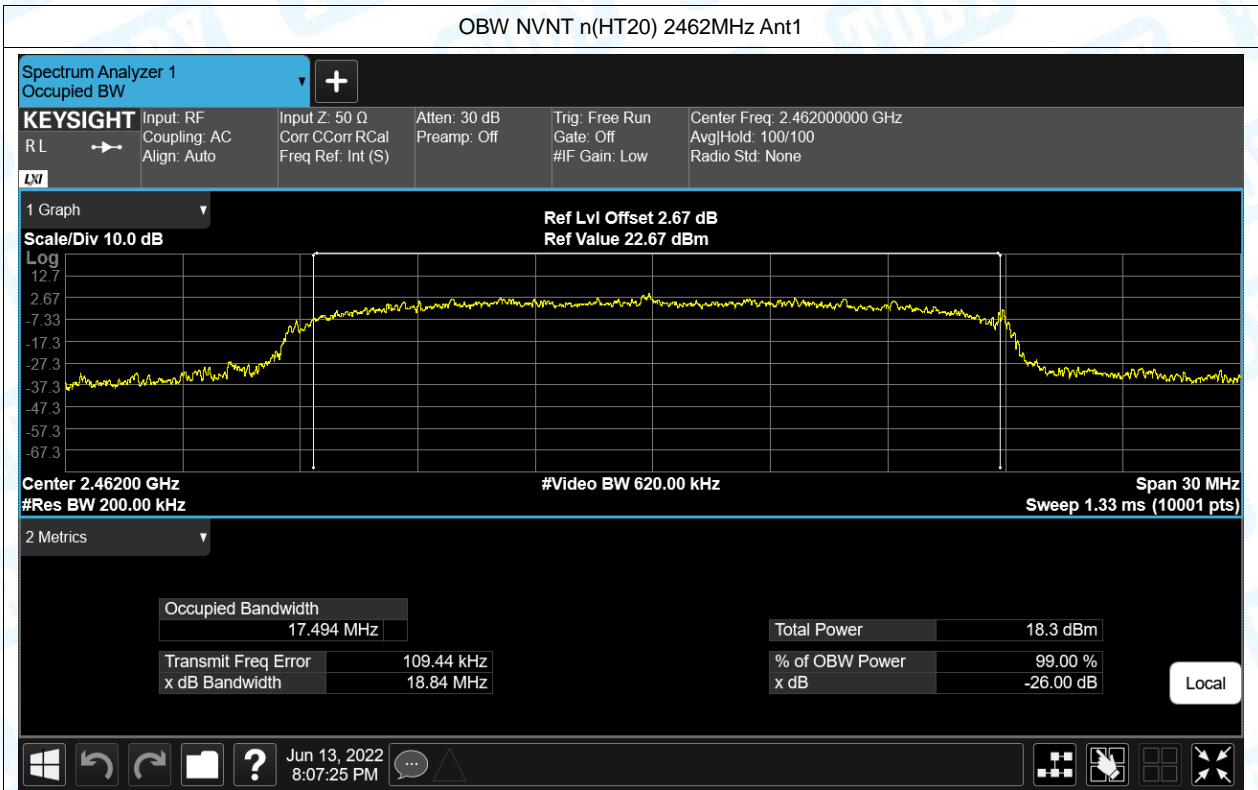 OBW NVNT n(HT20) 2462MHz Ant1
Spectrum Analyzer 1
Occupied BW
KEYSIGHT
R L
LXI
Input: RF
Coupling: AC
Align: Auto
Input Z: 50 Ω
Corr CCorr RCal
Freq Ref: Int (S)
Atten: 30 dB
Preamp: Off
Trig: Free Run
Gate: Off
#IF Gain: Low
Center Freq: 2.462000000 GHz
Avg|Hold: 100/100
Radio Std: None
1 Graph
Scale/Div 10.0 dB
Ref Lvl Offset 2.67 dB
Ref Value 22.67 dBm
Log
12.7
2.67
-7.33
-17.3
-27.3
-37.3
-47.3
-57.3
-67.3
Center 2.46200 GHz
#Video BW 620.00 kHz
Span 30 MHz
#Res BW 200.00 kHz
Sweep 1.33 ms (10001 pts)
2 Metrics
Occupied Bandwidth
17.494 MHz
Total Power 18.3 dBm
Transmit Freq Error 109.44 kHz
% of OBW Power 99.00 %
x dB Bandwidth 18.84 MHz
x dB -26.00 dB
Local
Jun 13, 2022
8:07:25 PM